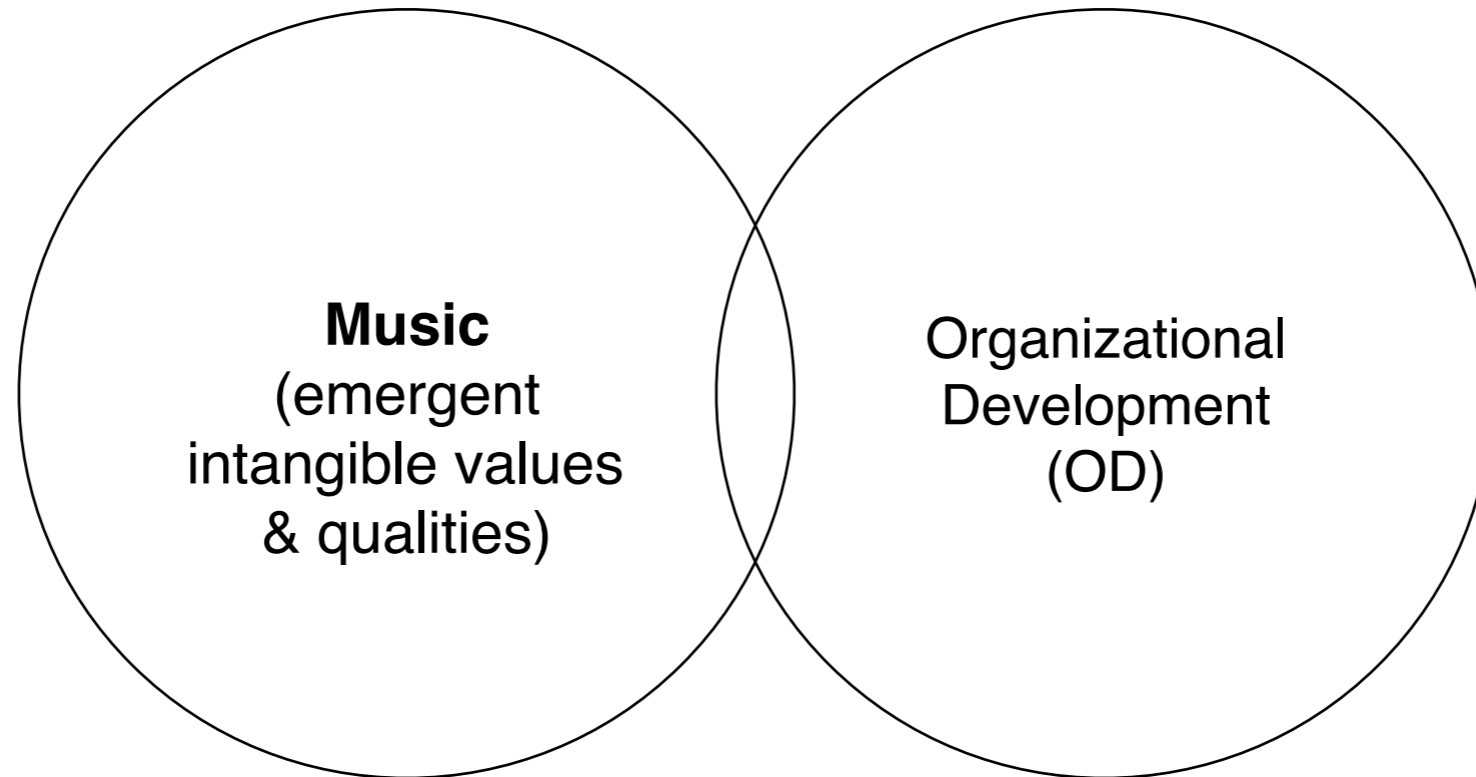 Music
(emergent
intangible values
& qualities)
Organizational
Development
(OD)